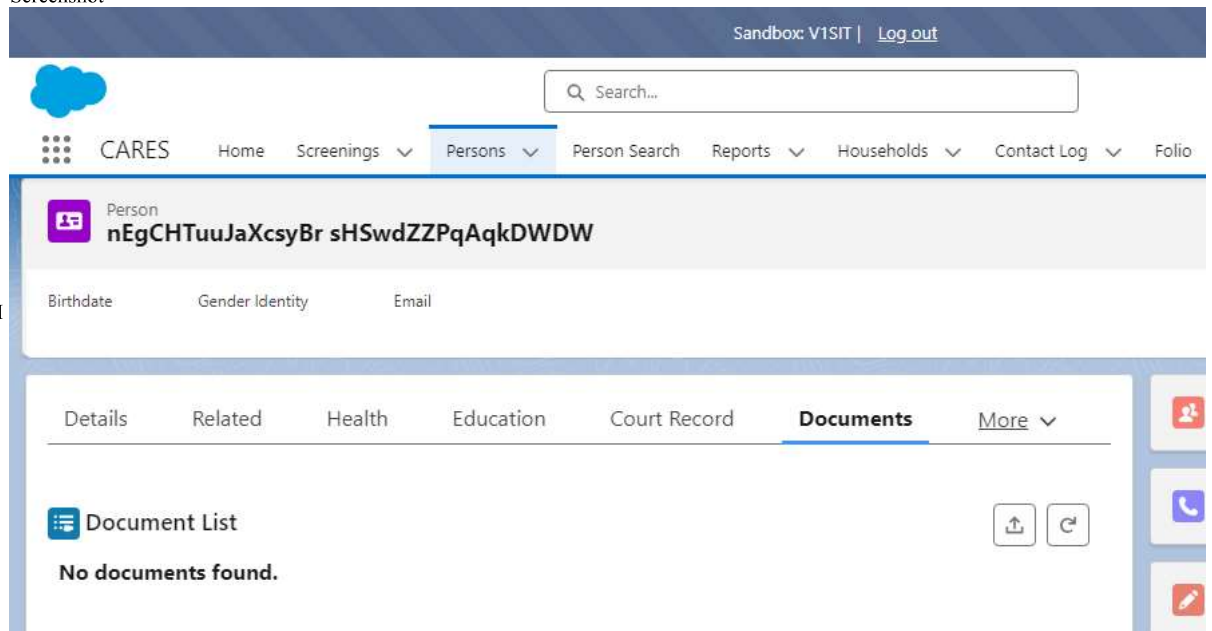 Screenshot
Sandbox: V1SIT | Log out
Search...
CARES Home Screenings Persons Person Search Reports Households Contact Log Folio
Person
nEgCHTuuJaXcsyBr sHSwdZZPqAqkDWDW
Birthdate Gender Identity Email
Details Related Health Education Court Record Documents More
Document List
No documents found.